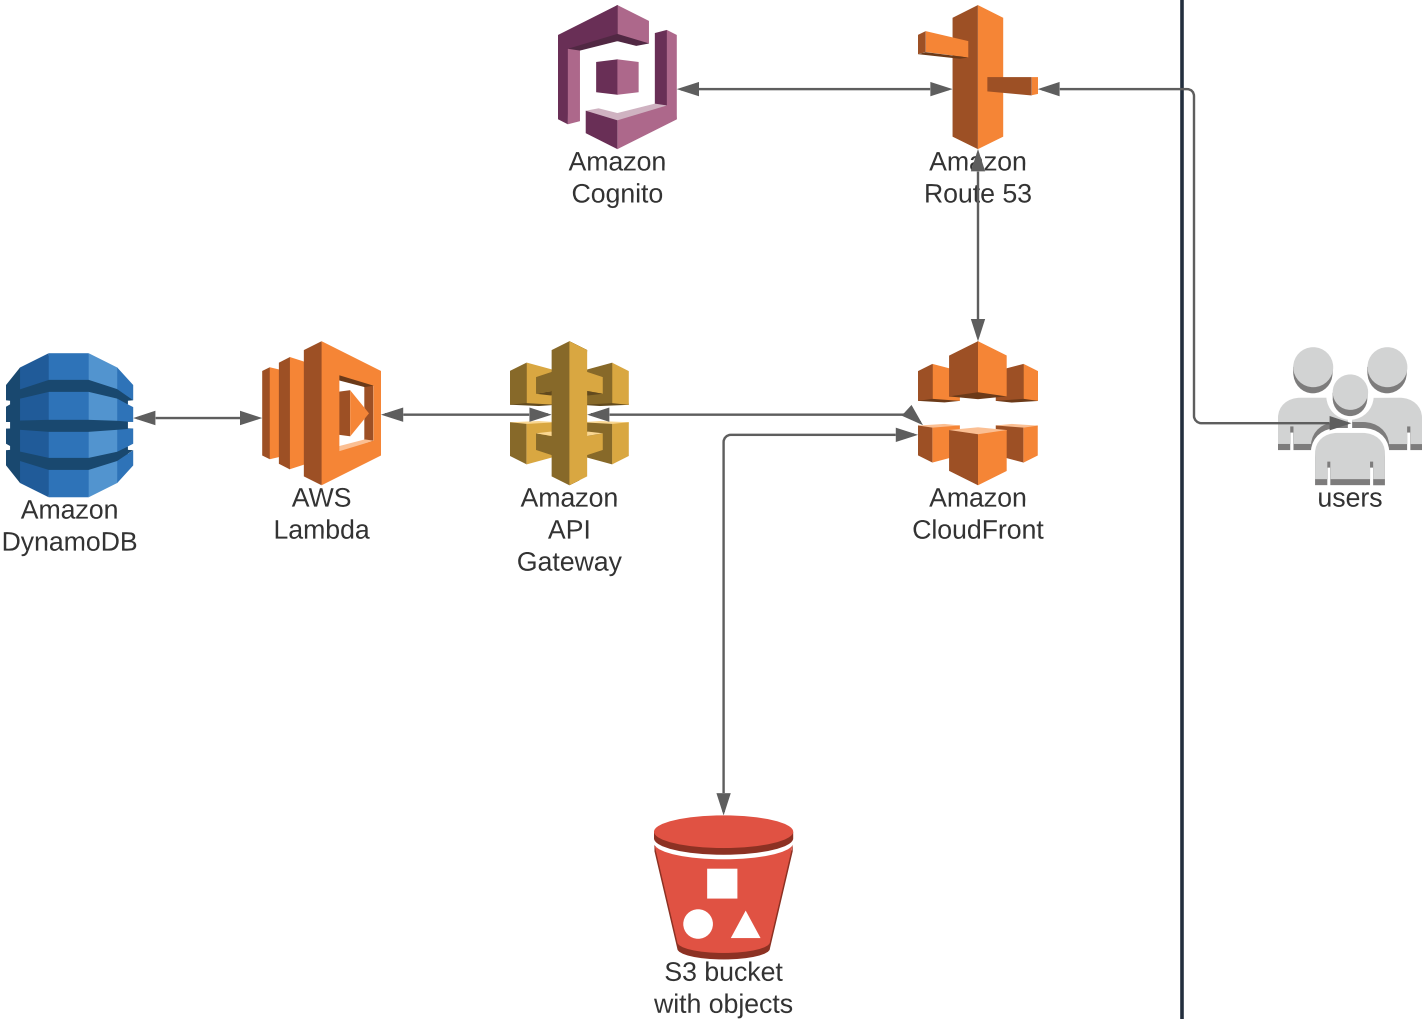 Amazon
Cognito
Amazon
Route 53
Amazon
DynamoDB
AWS
Lambda
Amazon
API
Gateway
Amazon
CloudFront
users
S3 bucket
with objects